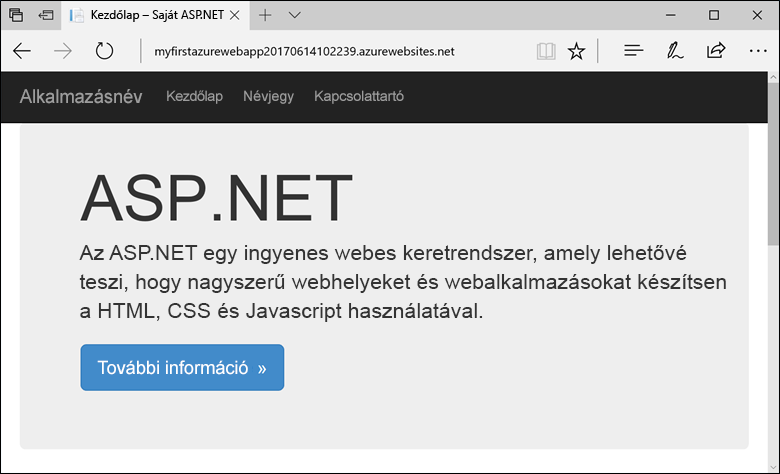 Kezdőlap – Saját ASP.NET
myfirstazurewebapp20170614102239.azurewebsites.net
Alkalmazásnév Kezdőlap Névjegy Kapcsolattartó
ASP.NET
Az ASP.NET egy ingyenes webes keretrendszer, amely lehetővé
teszi, hogy nagyszerű webhelyeket és webalkalmazásokat készítsen
a HTML, CSS és Javascript használatával.
További információ »